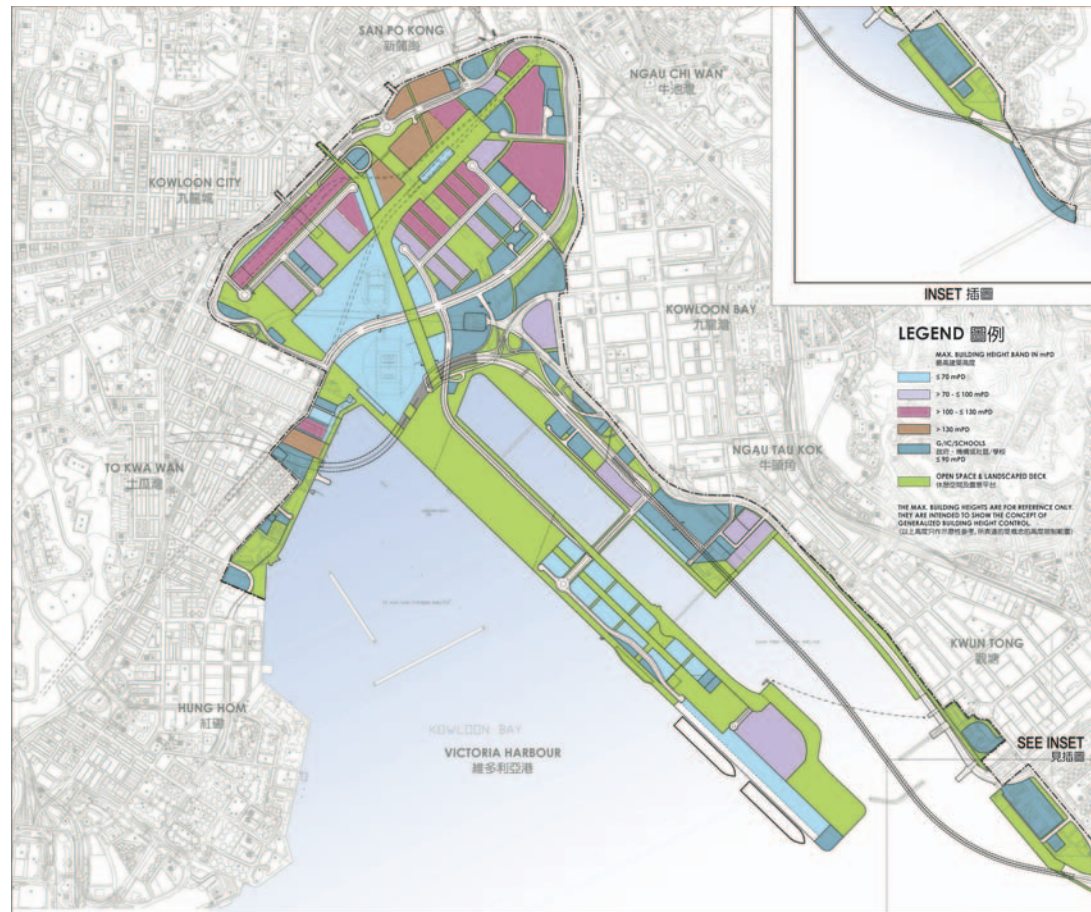 SAN PO KONG
新蒲崗
NGAU CHI WAN
牛池灣
KOWLOON CITY
九龍城
INSET 插圖
KOWLOON BAY
九龍灣
LEGEND 圖例
MAX. BUILDING HEIGHT BAND IN mPD
最高建築高度
≤ 70 mPD
> 70 - ≤ 100 mPD
> 100 - ≤ 130 mPD
> 130 mPD
G/IC/SCHOOLS
政府、機構或社區/學校
≤ 90 mPD
OPEN SPACE & LANDSCAPED DECK
休憩空間及園景平台
THE MAX. BUILDING HEIGHTS ARE FOR REFERENCE ONLY.
THEY ARE INTENDED TO SHOW THE CONCEPT OF
GENERALIZED BUILDING HEIGHT CONTROL.
NGAU TAU KOK
牛頭角
TO KWA WAN
土瓜灣
KWUN TONG
觀塘
HUNG HOM
紅磡
KOWLOON BAY
VICTORIA HARBOUR
維多利亞港
SEE INSET
見插圖